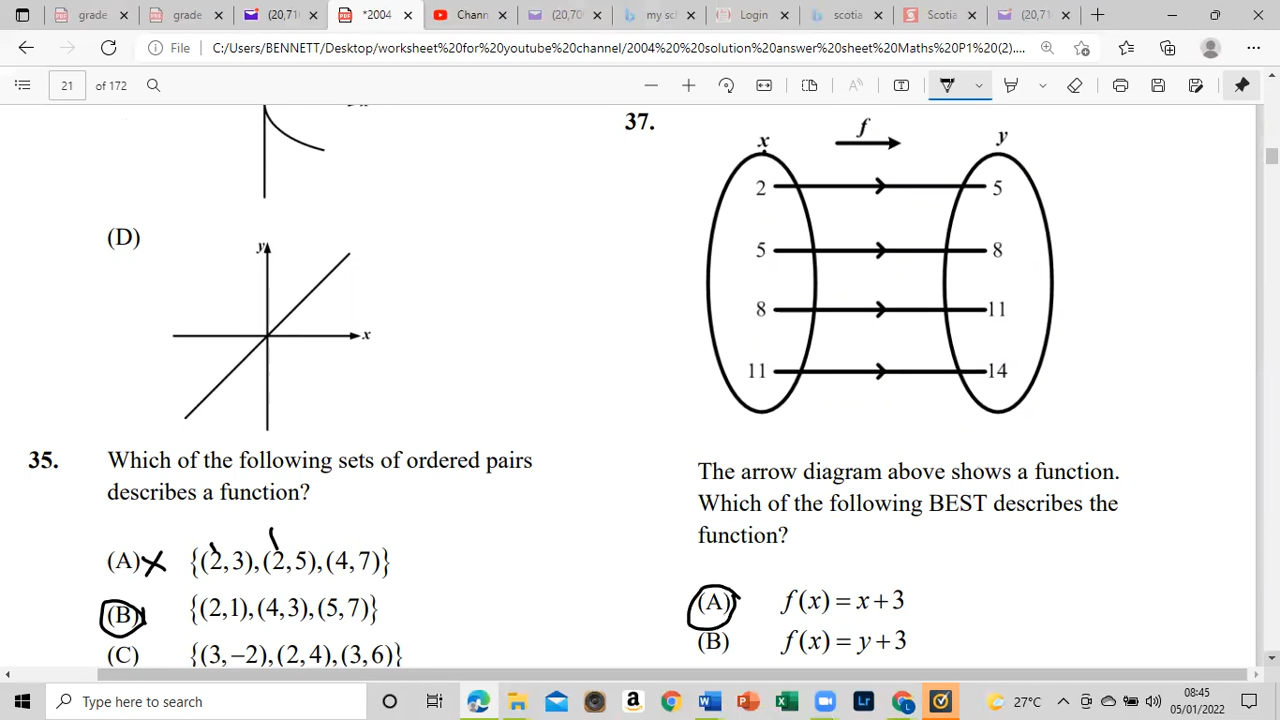 grade
grade
(20,71(
*2004
Chann
(20,70
my sc
Login
scotia
Scotia
(20,7
File
C:/Users/BENNETT/Desktop/worksheet%20for%20youtube%20channel/2004%20%20solution%20answer%20sheet%20Maths%20P1%20(2)....
21 of 172
(D)
y
x
35. Which of the following sets of ordered pairs
describes a function?
(A) {(2,3),(2,5),(4,7)}
(B) {(2,1),(4,3),(5,7)}
(C) {(3,−2),(2,4),(3,6)}
37.
f
x y
2 5
5 8
8 11
11 14
The arrow diagram above shows a function.
Which of the following BEST describes the
function?
(A) f(x)=x+3
(B) f(x)=y+3
Type here to search
27°C
08:45
05/01/2022